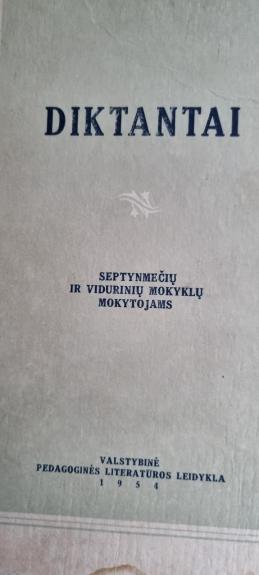 DIKTANTAI
SEPTYNMEČIŲ
IR VIDURINIŲ MOKYKLŲ
MOKYTOJAMS
VALSTYBINĖ
PEDAGOGINĖS LITERATŪROS LEIDYKLA
1954